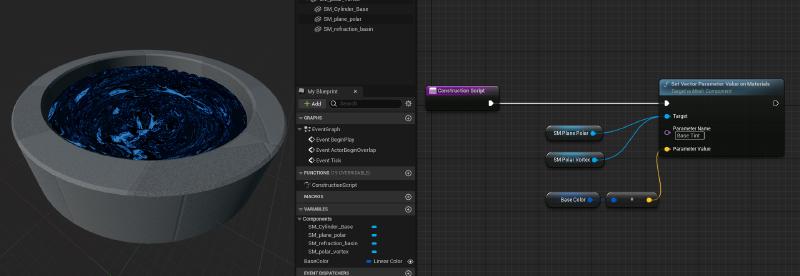 SM_Cylinder_Base
SM_plane_polar
SM_refraction_basin
My Blueprint
Add
Search
GRAPHS
EventGraph
Event BeginPlay
Event ActorBeginOverlap
Event Tick
FUNCTIONS
ConstructionScript
MACROS
VARIABLES
Components
SM_Cylinder_Base
SM_plane_polar
SM_refraction_basin
SM_polar_vortex
BaseColor
Linear Color
EVENT DISPATCHERS
Construction Script
Set Vector Parameter Value on Materials
Target is Mesh Component
Target
SM Plane Polar
Parameter Name
Base Tint
Parameter Value
SM Polar Vortex
Base Color